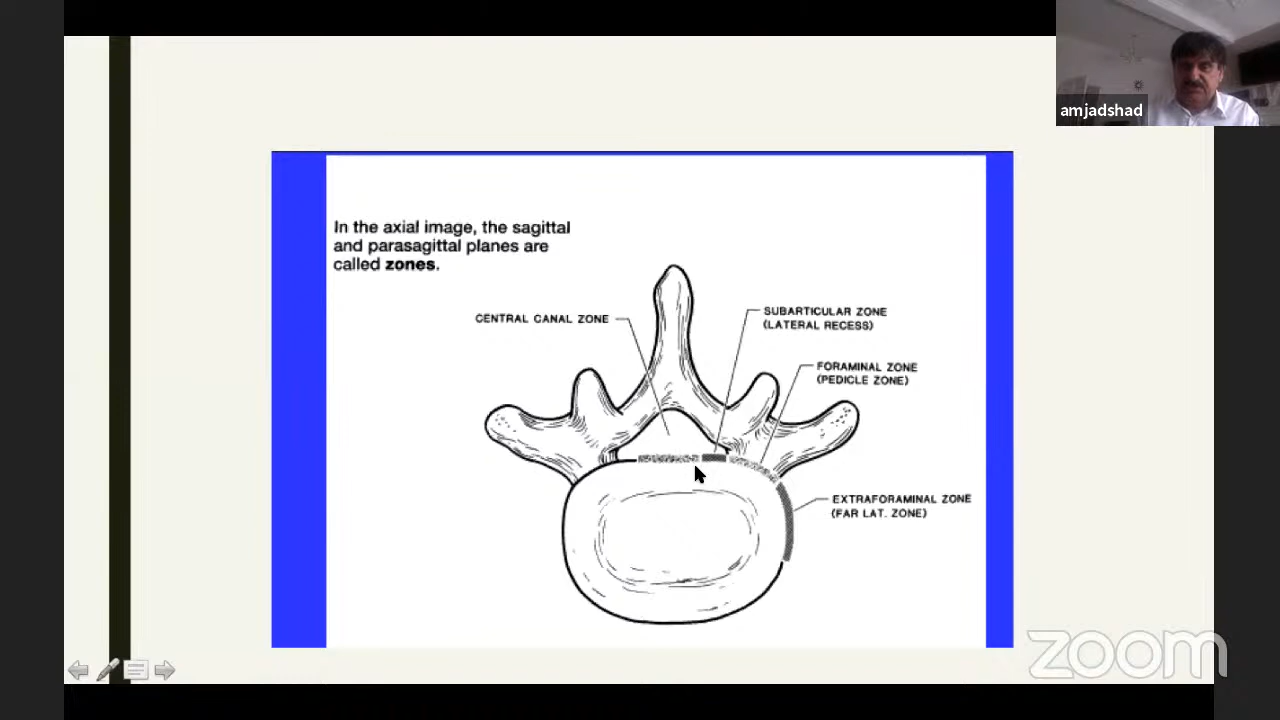 amjadshad
In the axial image, the sagittal
and parasagittal planes are
called zones.
CENTRAL CANAL ZONE
SUBARTICULAR ZONE
(LATERAL RECESS)
FORAMINAL ZONE
(PEDICLE ZONE)
EXTRAFORAMINAL ZONE
(FAR LAT. ZONE)
zoom